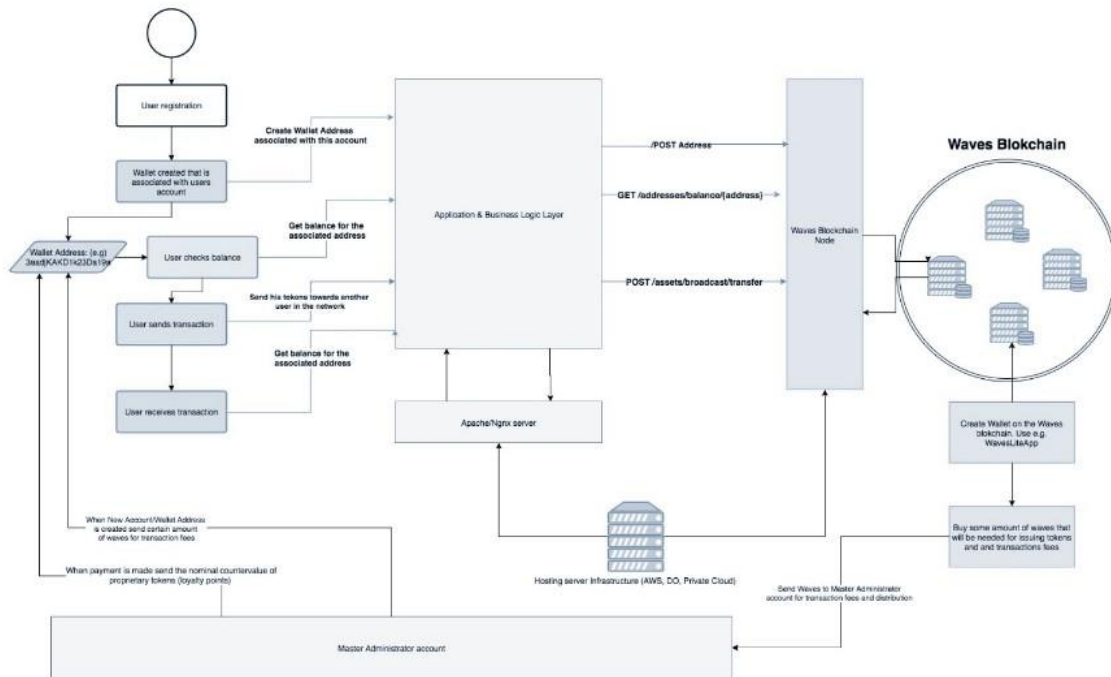 User registration
Create Wallet Address
associated with this account
/POST Address
Waves Blokchain
Wallet created that is
associated with users
account
GET /addresses/balance/{address}
Get balance for the
associated address
Application & Business Logic Layer
Waves Blockchain
Node
Wallet Address: (e.g)
User checks balance
Send his tokens towards another
user in the network
POST /assets/broadcast/transfer
User sends transaction
Get balance for the
associated address
User receives transaction
Apache/Ngnx server
Create Wallet on the Waves
blokchain. Use e.g.
WavesLiteApp
When New Account/Wallet Address
is created send certain amount
of waves for transaction fees
Buy some amount of waves that
will be needed for issuing tokens
and and transactions fees
When payment is made send the nominal countervalue of
proprietary tokens (loyalty points)
Hosting server Infrastructure (AWS, DO, Private Cloud)
Send Waves to Master Administrator
account for transaction fees and distribution
Master Administrator account